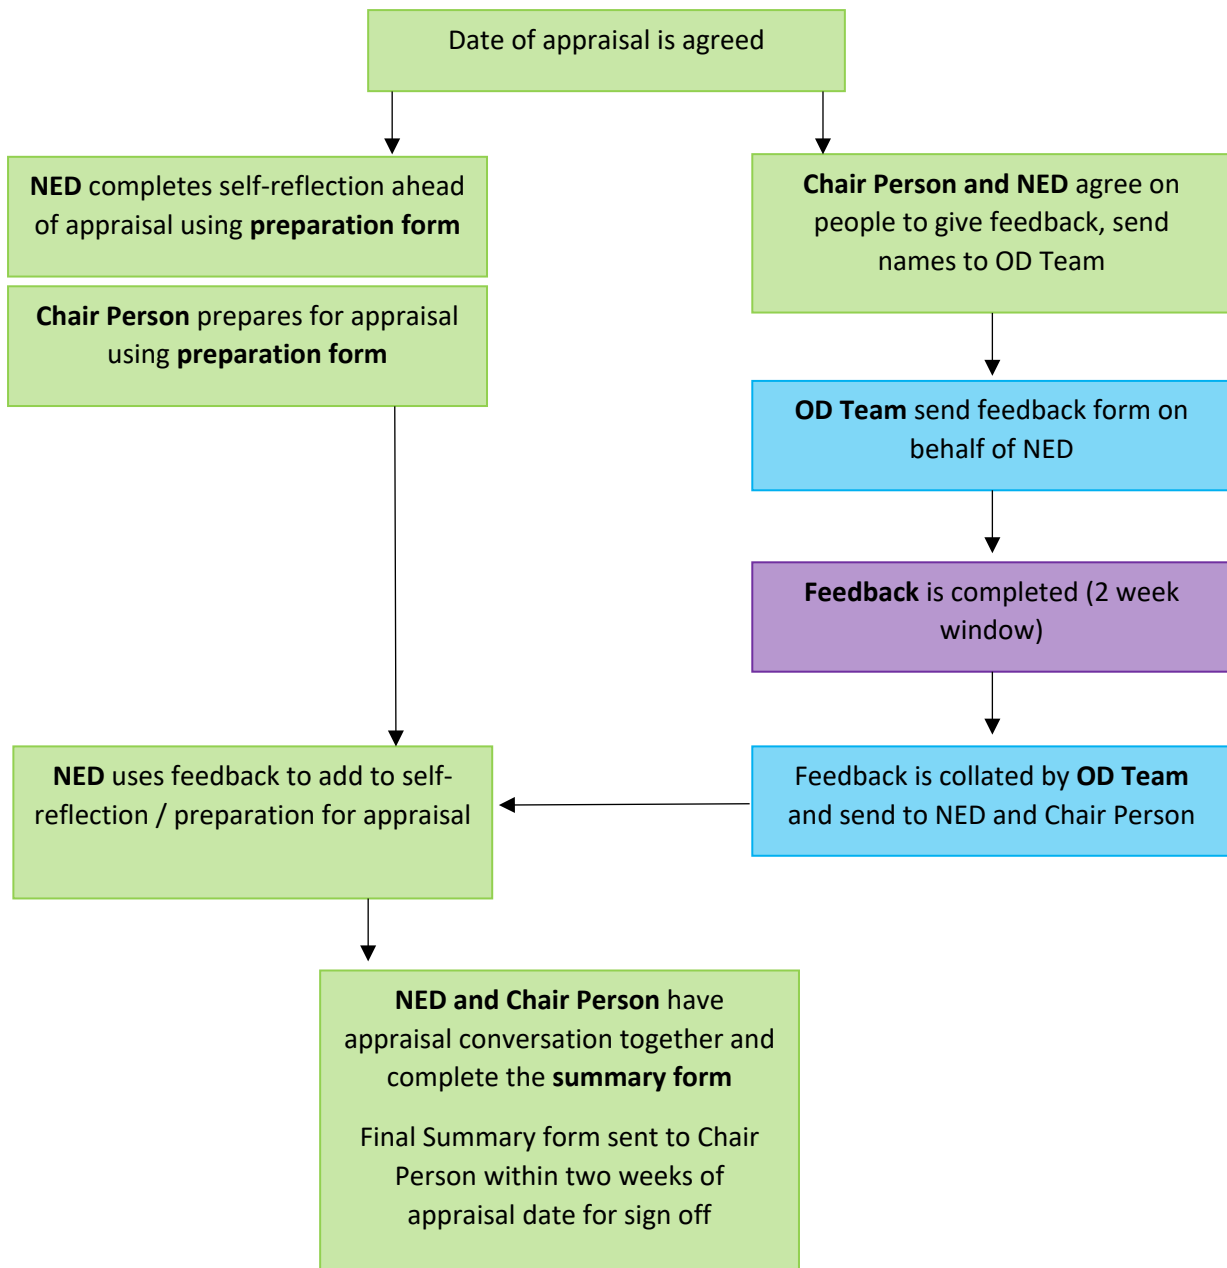 Date of appraisal is agreed
NED completes self-reflection ahead
of appraisal using preparation form
Chair Person prepares for appraisal
using preparation form
Chair Person and NED agree on
people to give feedback, send
names to OD Team
OD Team send feedback form on
behalf of NED
Feedback is completed (2 week
window)
Feedback is collated by OD Team
and send to NED and Chair Person
NED uses feedback to add to self-
reflection / preparation for appraisal
NED and Chair Person have
appraisal conversation together and
complete the summary form
Final Summary form sent to Chair
Person within two weeks of
appraisal date for sign off